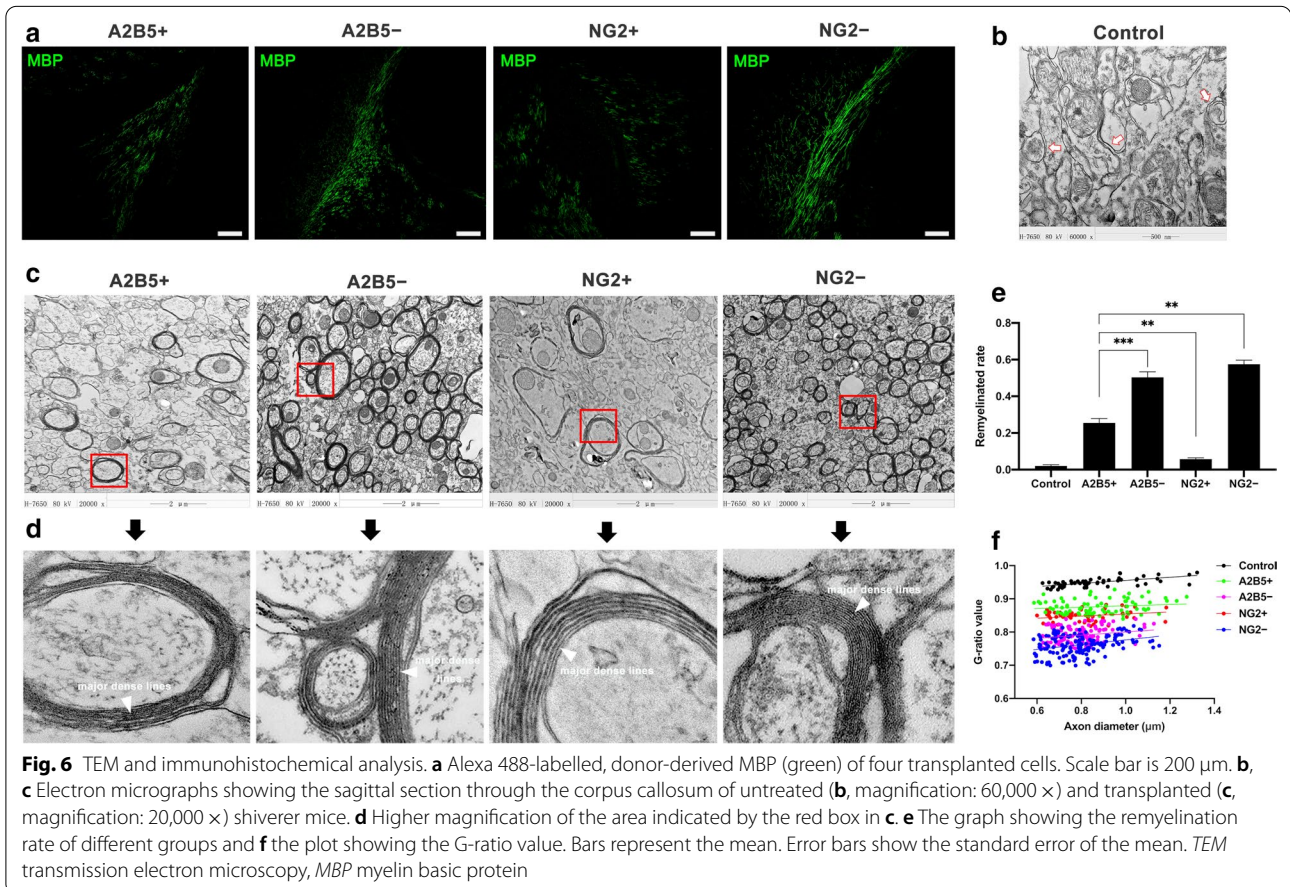 a
A2B5+
A2B5−
NG2+
NG2−
MBP
MBP
MBP
MBP
b
Control
H-7650 80 kV 60000 x 500 nm
c
A2B5+
A2B5−
NG2+
NG2−
H-7650 80 kV 20000 x 2 μm
H-7650 80 kV 20000 x 2 μm
H-7650 80 kV 20000 x 2 μm
H-7650 80 kV 20000 x 2 μm
d
major dense lines
major dense
lines
major dense lines
major dense lines
e
Remyelinated rate
0.8
0.6
0.4
0.2
0.0
**
**
***
Control A2B5+ A2B5− NG2+ NG2−
f
G-ratio value
1.0
0.9
0.8
0.7
0.6
0.6 0.8 1.0 1.2 1.4
Axon diameter (μm)
Control
A2B5+
A2B5−
NG2+
NG2−
Fig. 6 TEM and immunohistochemical analysis. a Alexa 488-labelled, donor-derived MBP (green) of four transplanted cells. Scale bar is 200 μm. b,
c Electron micrographs showing the sagittal section through the corpus callosum of untreated (b, magnification: 60,000 ×) and transplanted (c,
magnification: 20,000 ×) shiverer mice. d Higher magnification of the area indicated by the red box in c. e The graph showing the remyelination
rate of different groups and f the plot showing the G-ratio value. Bars represent the mean. Error bars show the standard error of the mean. TEM
transmission electron microscopy, MBP myelin basic protein